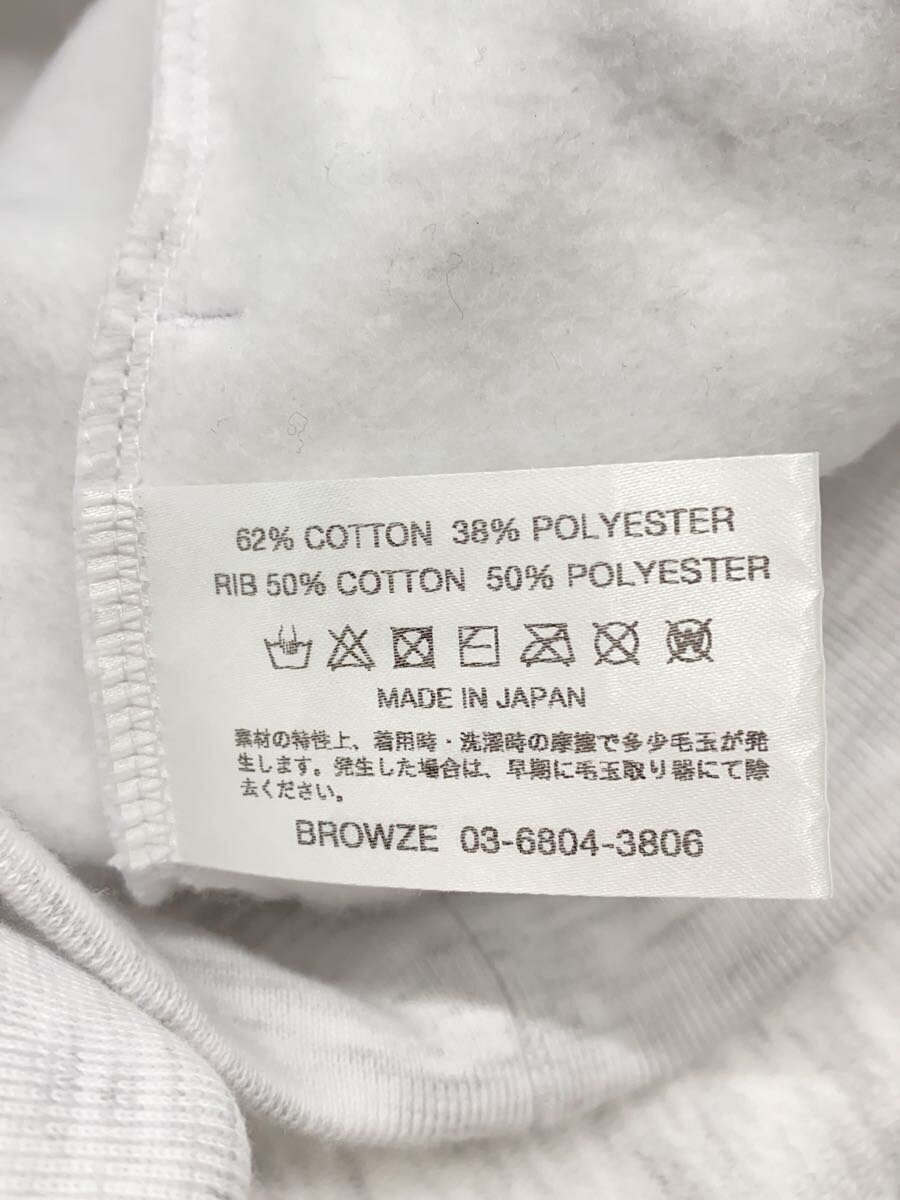 62% COTTON 38% POLYESTER
RIB 50% COTTON 50% POLYESTER
W
MADE IN JAPAN
素材の特性上、着用時・洗濯時の摩擦で多少毛玉が発
生します。発生した場合は、早期に毛玉取り器にて除
去ください。
BROWZE 03-6804-3806